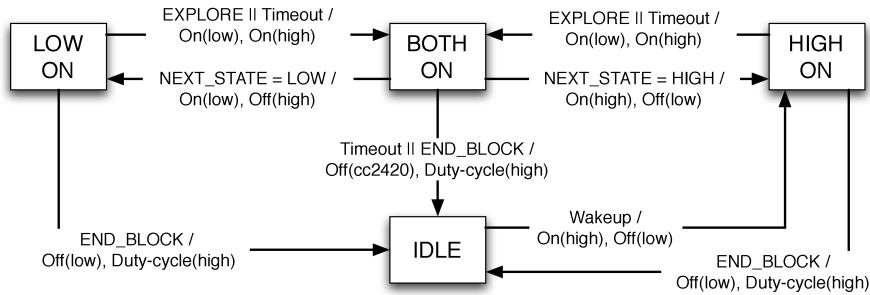 EXPLORE || Timeout /
On(low), On(high)
EXPLORE || Timeout /
On(low), On(high)
LOW
ON
BOTH
ON
HIGH
ON
NEXT_STATE = LOW /
On(low), Off(high)
NEXT_STATE = HIGH /
On(high), Off(low)
Timeout || END_BLOCK /
Off(cc2420), Duty-cycle(high)
END_BLOCK /
Off(low), Duty-cycle(high)
IDLE
Wakeup /
On(high), Off(low)
END_BLOCK /
Off(low), Duty-cycle(high)